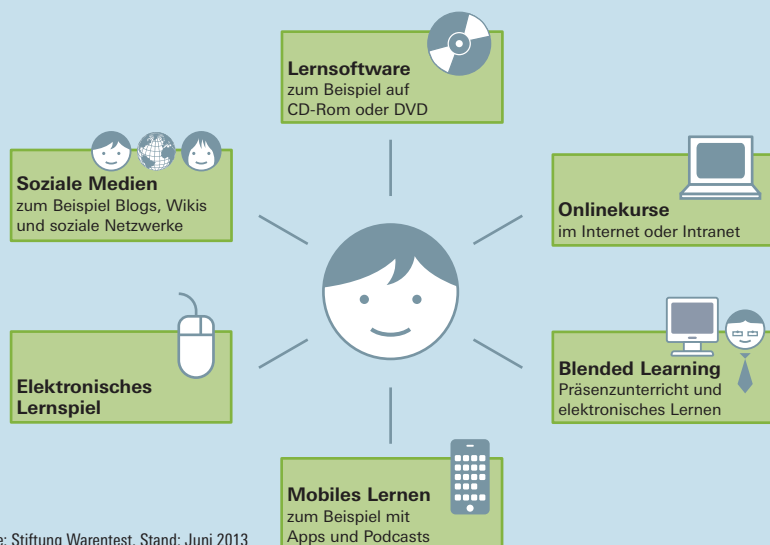 Lernsoftware
zum Beispiel auf
CD-Rom oder DVD
Soziale Medien
zum Beispiel Blogs, Wikis
und soziale Netzwerke
Onlinekurse
im Internet oder Intranet
Elektronisches
Lernspiel
Blended Learning
Präsenzunterricht und
elektronisches Lernen
Mobiles Lernen
zum Beispiel mit
Apps und Podcasts
Stiftung Warentest, Stand: Juni 2013